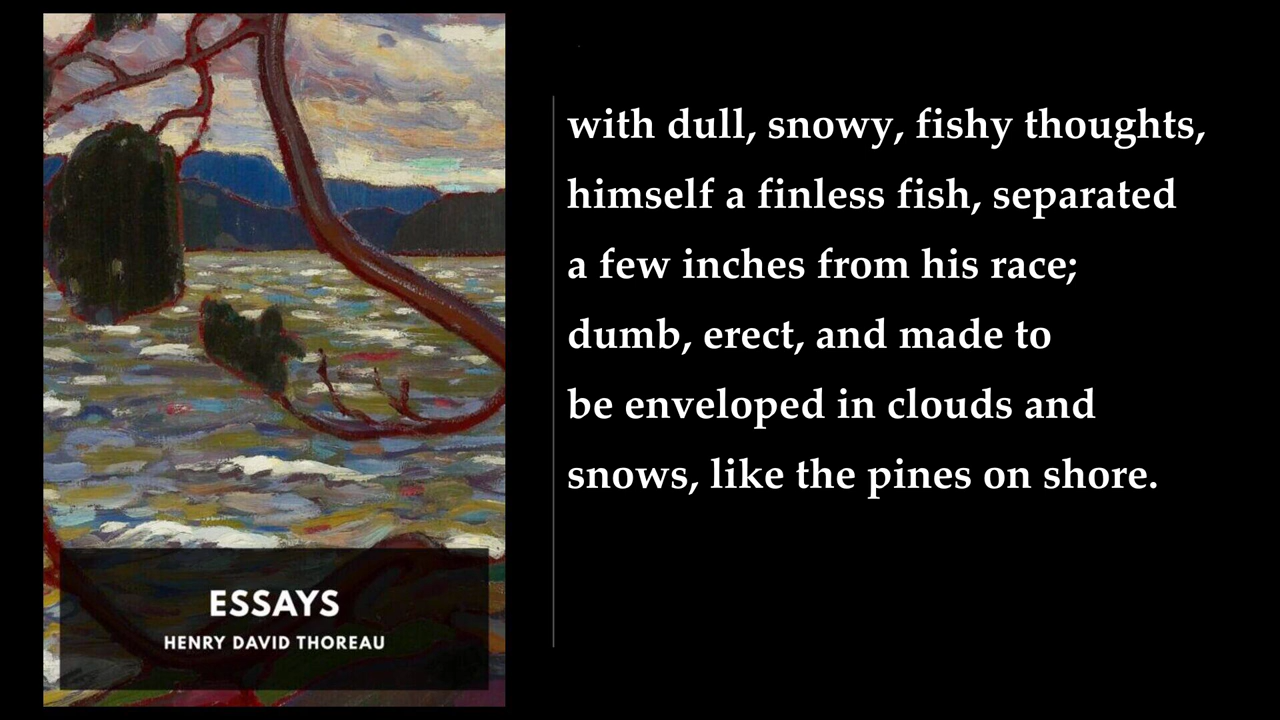 with dull, snowy, fishy thoughts,
himself a finless fish, separated
a few inches from his race;
dumb, erect, and made to
be enveloped in clouds and
snows, like the pines on shore.
ESSAYS
HENRY DAVID THOREAU